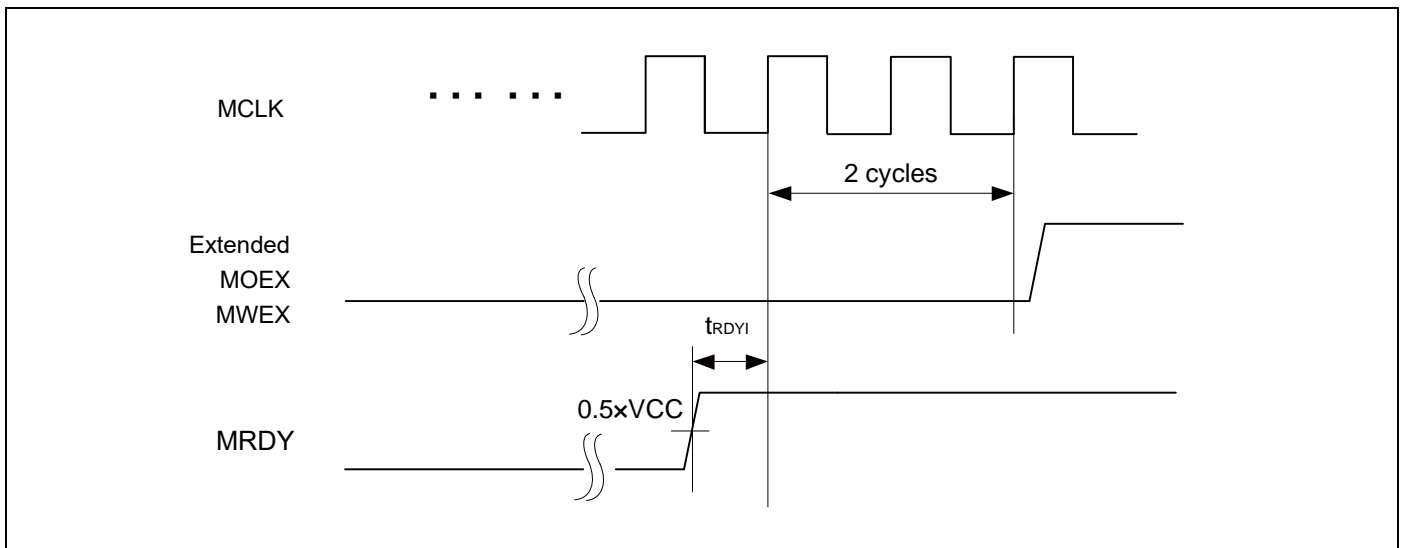 MCLK
... ...
2 cycles
Extended
MOEX
MWEX
tRDYI
0.5×VCC
MRDY